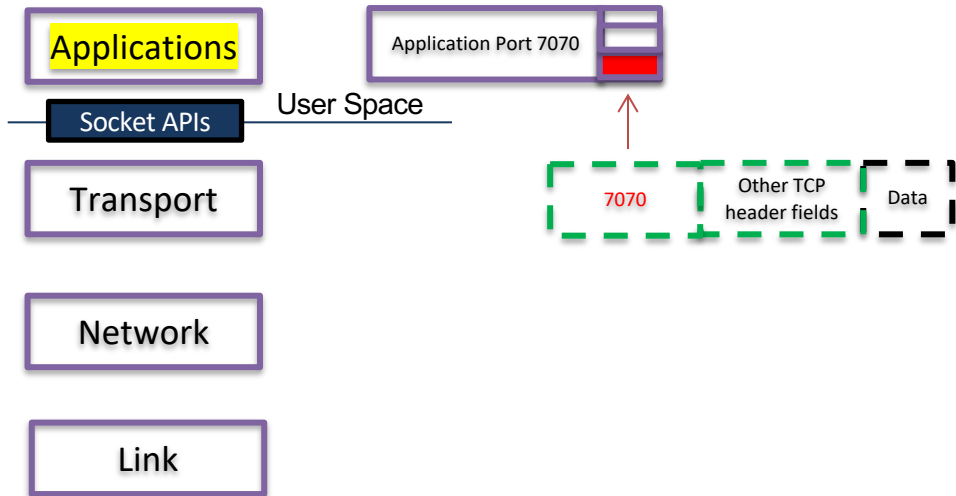 Applications
Application Port 7070
User Space
Socket APIs
Transport
7070
Other TCP
header fields
Data
Network
Link